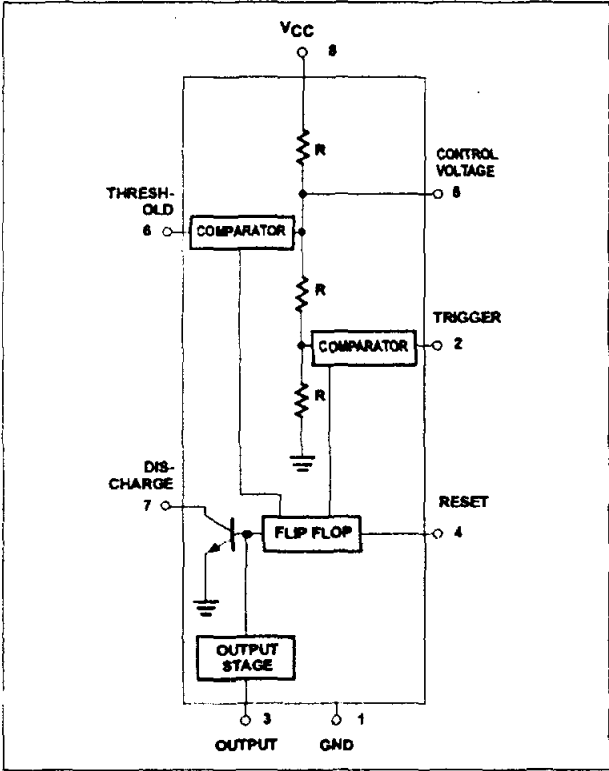 VCC
8
R
CONTROL
VOLTAGE
5
THRESH-
OLD
6
COMPARATOR
R
TRIGGER
COMPARATOR
2
R
DIS-
CHARGE
7
RESET
FLIP FLOP
4
OUTPUT
STAGE
3
1
OUTPUT
GND